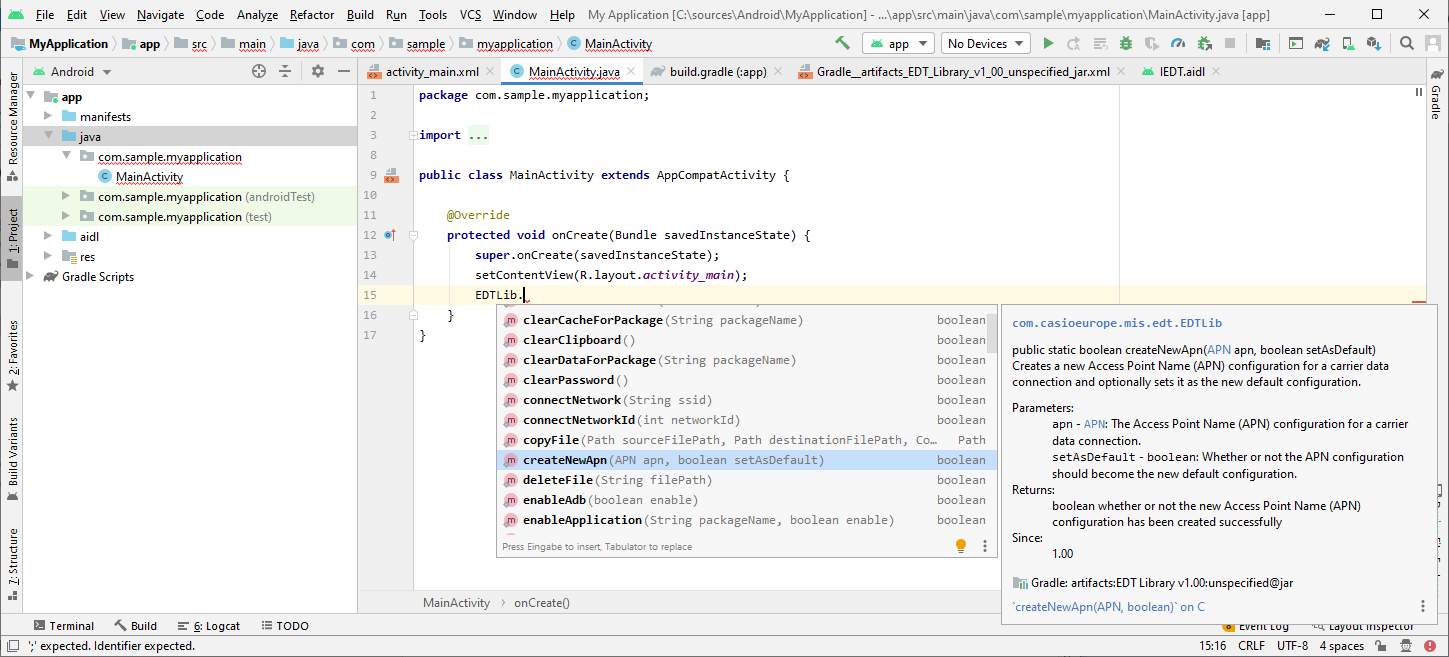 File Edit View Navigate Code Analyze Refactor Build Run Tools VCS Window Help My Application [C:\sources\Android\MyApplication] - ...\app\src\main\java\com\sample\myapplication\MainActivity.java [app]
MyApplication app src main java com sample myapplication MainActivity app No Devices
Android activity_main.xml MainActivity.java build.gradle (:app) Gradle__artifacts_EDT_Library_v1_00_unspecified_jar.xml IEDT.aidl
Resource Manager
1: Project
2: Favorites
Build Variants
7: Structure
Gradle
app
manifests
java
com.sample.myapplication
MainActivity
com.sample.myapplication (androidTest)
com.sample.myapplication (test)
aidl
res
Gradle Scripts
1 package com.sample.myapplication;
2
3 import ...
8
9 public class MainActivity extends AppCompatActivity {
10
11 @Override
12 protected void onCreate(Bundle savedInstanceState) {
13 super.onCreate(savedInstanceState);
14 setContentView(R.layout.activity_main);
15 EDTLib.
16 }
17 }
clearCacheForPackage(String packageName) boolean
clearClipboard() boolean
clearDataForPackage(String packageName) boolean
clearPassword() boolean
connectNetwork(String ssid) boolean
connectNetworkId(int networkId) boolean
copyFile(Path sourceFilePath, Path destinationFilePath, Co... Path
createNewApn(APN apn, boolean setAsDefault) boolean
deleteFile(String filePath) boolean
enableAdb(boolean enable) boolean
enableApplication(String packageName, boolean enable) boolean
Press Eingabe to insert, Tabulator to replace
com.casioeurope.mis.edt.EDTLib
public static boolean createNewApn(APN apn, boolean setAsDefault)
Creates a new Access Point Name (APN) configuration for a carrier data
connection and optionally sets it as the new default configuration.
Parameters:
apn - APN: The Access Point Name (APN) configuration for a carrier
data connection.
setAsDefault - boolean: Whether or not the APN configuration
should become the new default configuration.
Returns:
boolean whether or not the new Access Point Name (APN)
configuration has been created successfully
Since:
1.00
Gradle: artifacts:EDT Library v1.00:unspecified@jar
`createNewApn(APN, boolean)` on C
MainActivity onCreate()
Terminal Build 6: Logcat TODO Event Log Layout Inspector
';' expected. Identifier expected. 15:16 CRLF UTF-8 4 spaces